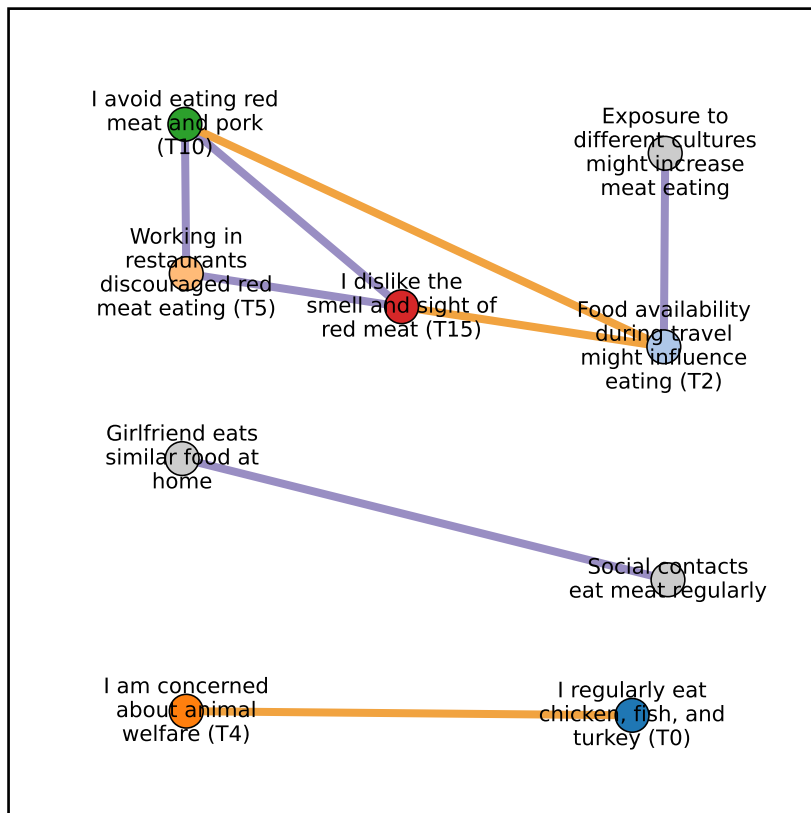 I avoid eating red
meat and pork
(T10)
Exposure to
different cultures
might increase
meat eating
Working in
restaurants
discouraged red
meat eating (T5)
I dislike the
smell and sight of
red meat (T15)
Food availability
during travel
might influence
eating (T2)
Girlfriend eats
similar food at
home
Social contacts
eat meat regularly
I am concerned
about animal
welfare (T4)
I regularly eat
chicken, fish, and
turkey (T0)